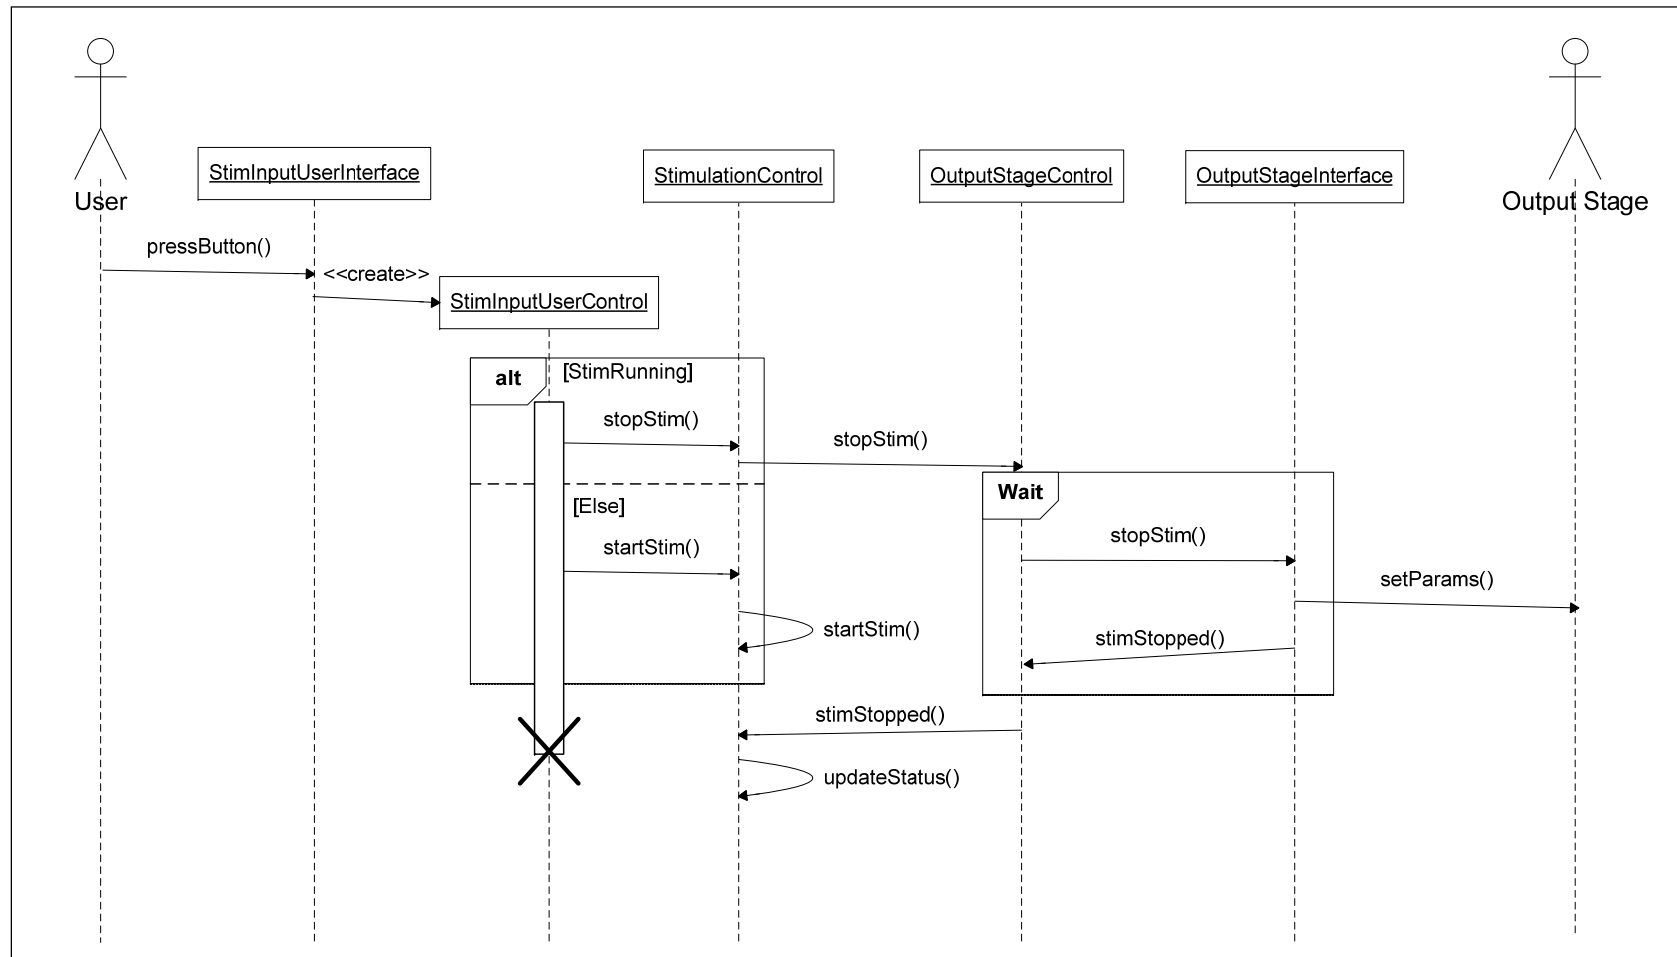 User
StimInputUserInterface
StimulationControl
OutputStageControl
OutputStageInterface
Output Stage
pressButton()
<<create>>
StimInputUserControl
alt
[StimRunning]
stopStim()
stopStim()
Wait
[Else]
stopStim()
startStim()
setParams()
startStim()
stimStopped()
stimStopped()
updateStatus()